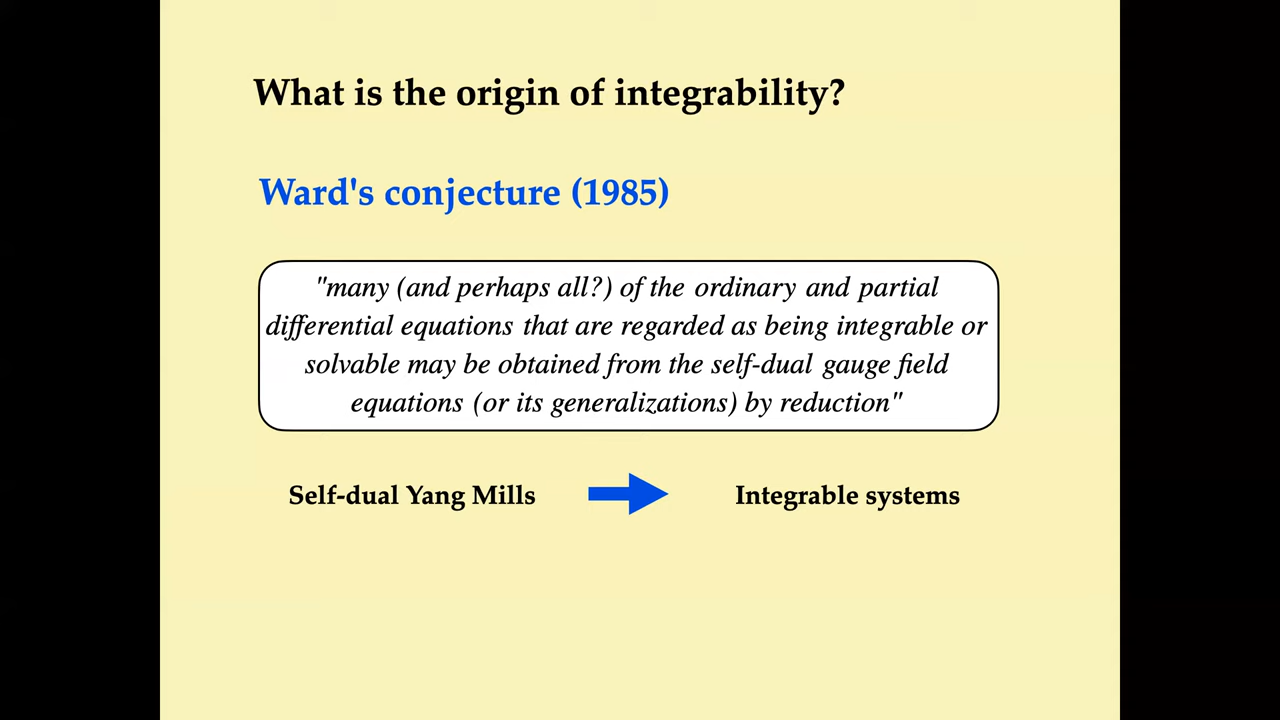 What is the origin of integrability?
Ward's conjecture (1985)
"many (and perhaps all?) of the ordinary and partial
differential equations that are regarded as being integrable or
solvable may be obtained from the self-dual gauge field
equations (or its generalizations) by reduction"
Self-dual Yang Mills
Integrable systems